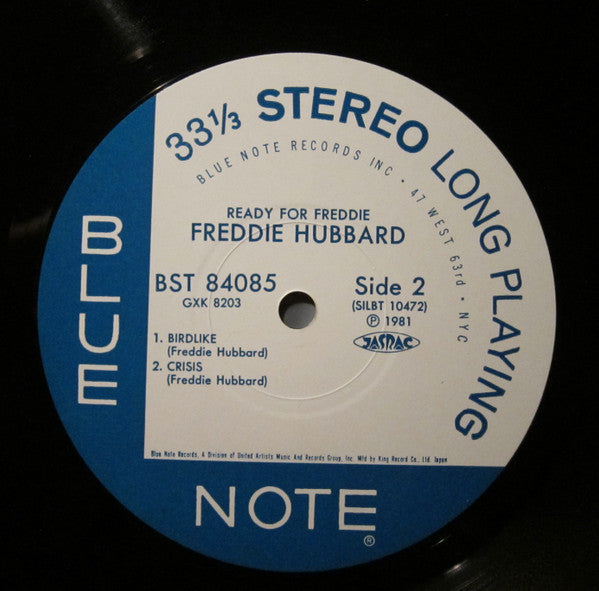 33⅓ STEREO LONG PLAYING
BLUE NOTE RECORDS INC • 47 WEST 63rd • NYC
READY FOR FREDDIE
FREDDIE HUBBARD
BST 84085
GXK 8203
Side 2
(SILBT 10472)
Ⓟ 1981
JASRAC
1. BIRDLIKE
(Freddie Hubbard)
2. CRISIS
(Freddie Hubbard)
Blue Note Records, A Division of United Artists Music And Records Group, Inc. Mfd by King Record Co., Ltd. Japan
BLUE
NOTE®